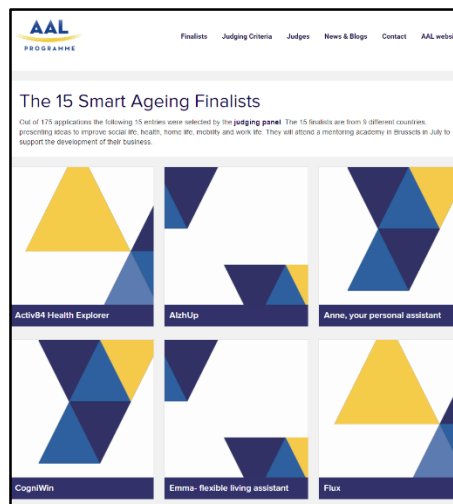 AAL
PROGRAMME
Finalists Judging Criteria Judges News & Blogs Contact AAL websi
The 15 Smart Ageing Finalists
Out of 175 applications the following 15 entries were selected by the judging panel. The 15 finalists are from 9 different countries,
presenting ideas to improve social life, health, home life, mobility and work life. They will attend a mentoring academy in Brussels in July to
support the development of their business.
Activ84 Health Explorer
AlzhUp
Anne, your personal assistant
CogniWin
Emma- flexible living assistant
Flux